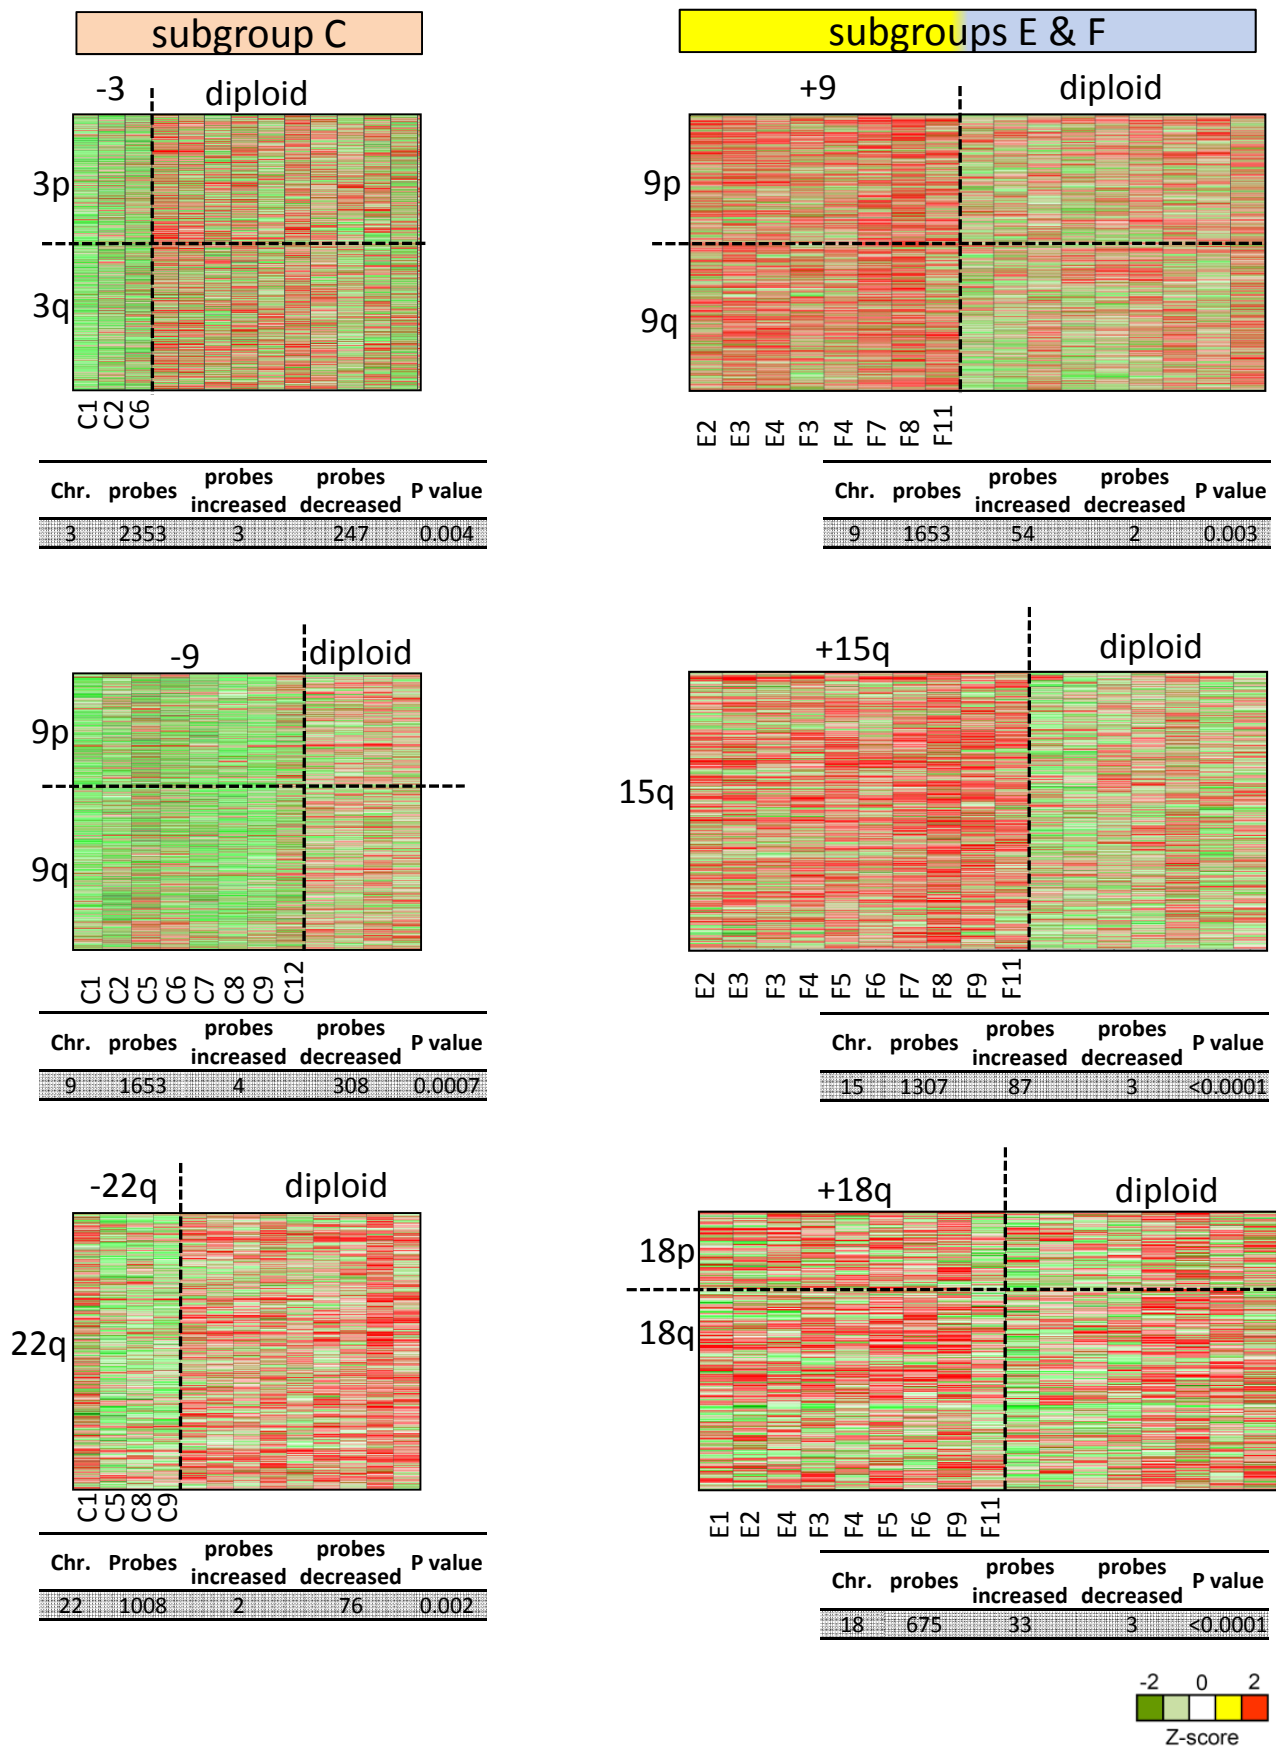 subgroup C
-3 diploid
3p
3q
C1 C2 C6
Chr. probes probes increased probes decreased P value
3 2353 3 247 0.004
-9 diploid
9p
9q
C1 C2 C5 C6 C7 C8 C9 C12
Chr. probes probes increased probes decreased P value
9 1653 4 308 0.0007
-22q diploid
22q
C1 C5 C8 C9
Chr. Probes probes increased probes decreased P value
22 1008 2 76 0.002
subgroups E & F
+9 diploid
9p
9q
E2 E3 E4 F3 F4 F7 F8 F11
Chr. probes probes increased probes decreased P value
9 1653 54 2 0.003
+15q diploid
15q
E2 E3 F3 F4 F5 F6 F7 F8 F9 F11
Chr. probes probes increased probes decreased P value
15 1307 87 3 <0.0001
+18q diploid
18p
18q
E1 E2 E4 F3 F4 F5 F6 F9 F11
Chr. probes probes increased probes decreased P value
18 675 33 3 <0.0001
-2 0 2
Z-score